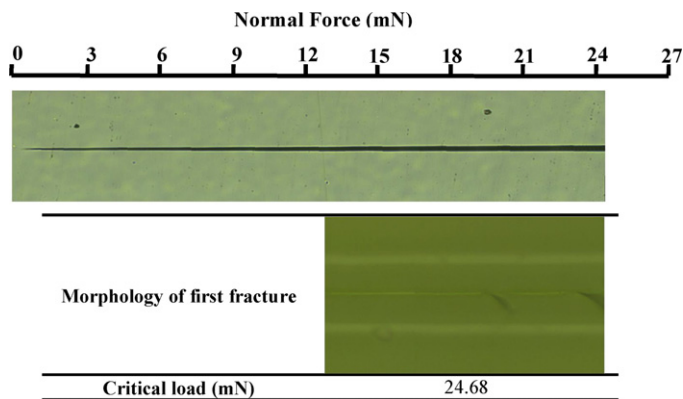 Normal Force (mN)
0 3 6 9 12 15 18 21 24 27
Morphology of first fracture
Critical load (mN) 24.68